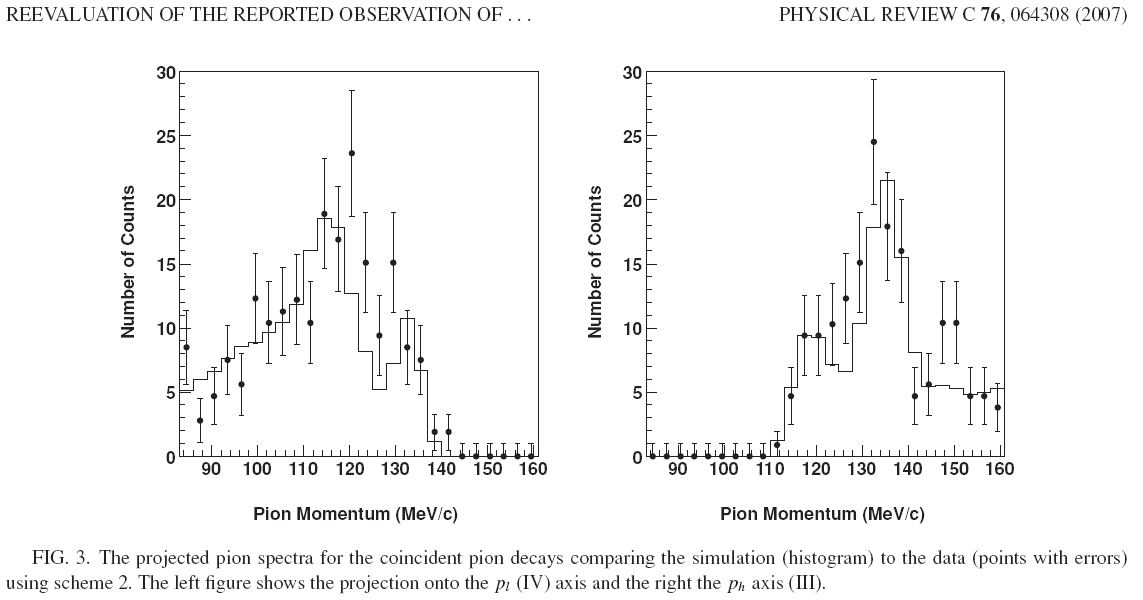 REEVALUATION OF THE REPORTED OBSERVATION OF . . .
PHYSICAL REVIEW C 76, 064308 (2007)
30
25
20
15
10
5
0
Number of Counts
90 100 110 120 130 140 150 160
Pion Momentum (MeV/c)
30
25
20
15
10
5
0
Number of Counts
90 100 110 120 130 140 150 160
Pion Momentum (MeV/c)
FIG. 3. The projected pion spectra for the coincident pion decays comparing the simulation (histogram) to the data (points with errors)
using scheme 2. The left figure shows the projection onto the pl (IV) axis and the right the ph axis (III).